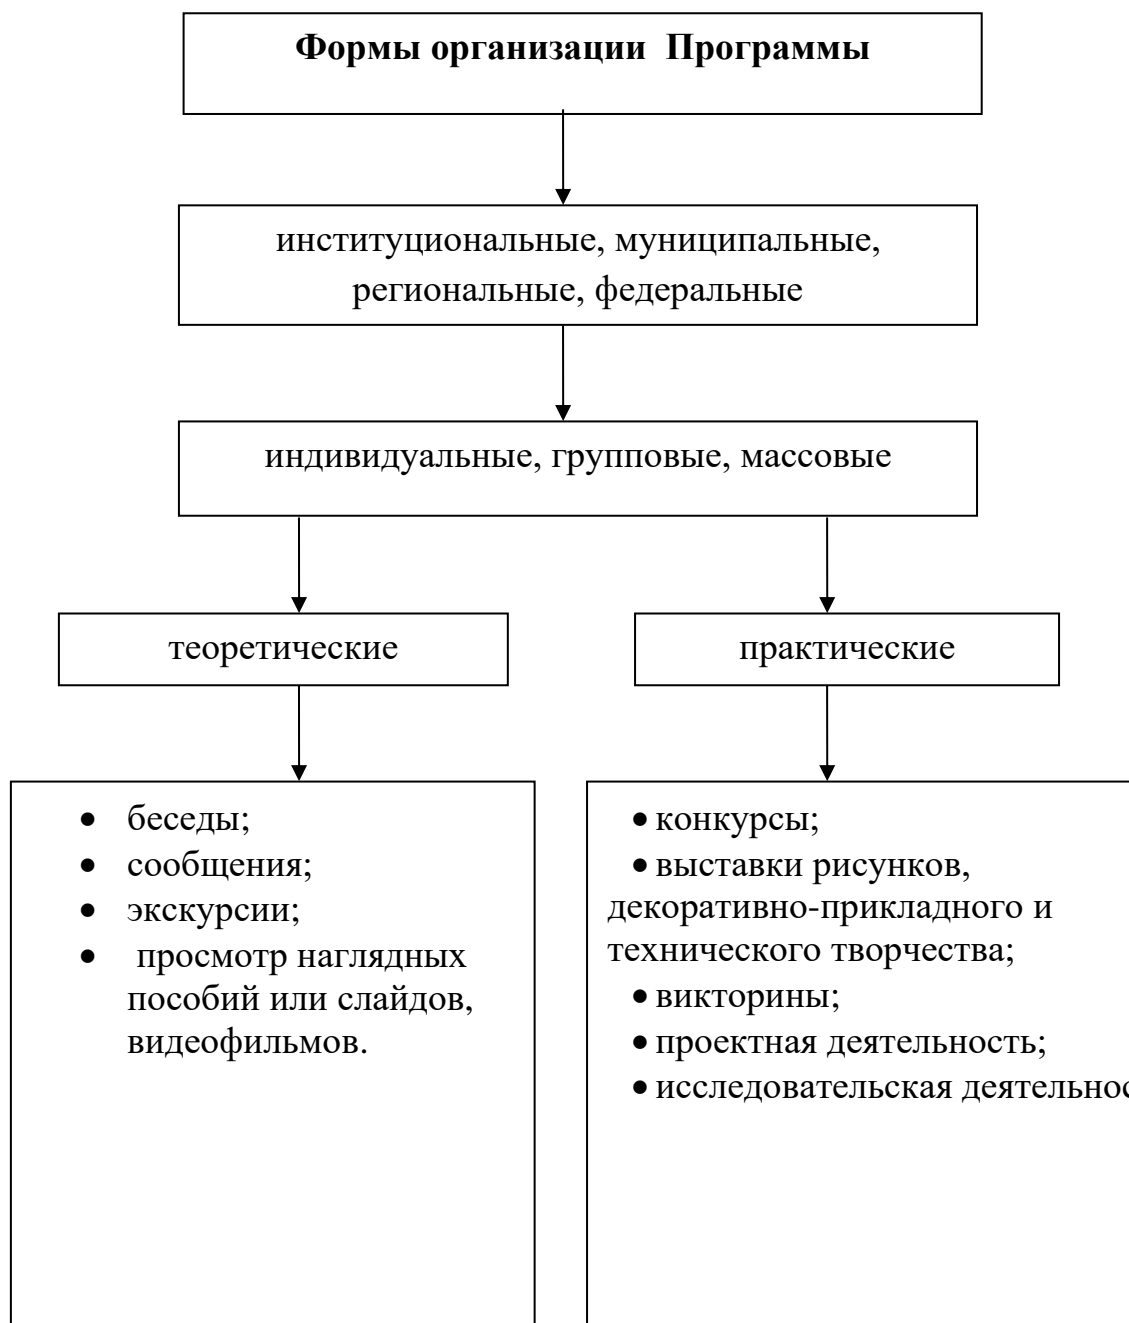 Формы организации Программы
институциональные, муниципальные,
региональные, федеральные
индивидуальные, групповые, массовые
теоретические
практические
• беседы;
• сообщения;
• экскурсии;
• просмотр наглядных
пособий или слайдов,
видеофильмов.
• конкурсы;
• выставки рисунков,
декоративно-прикладного и
технического творчества;
• викторины;
• проектная деятельность;
• исследовательская